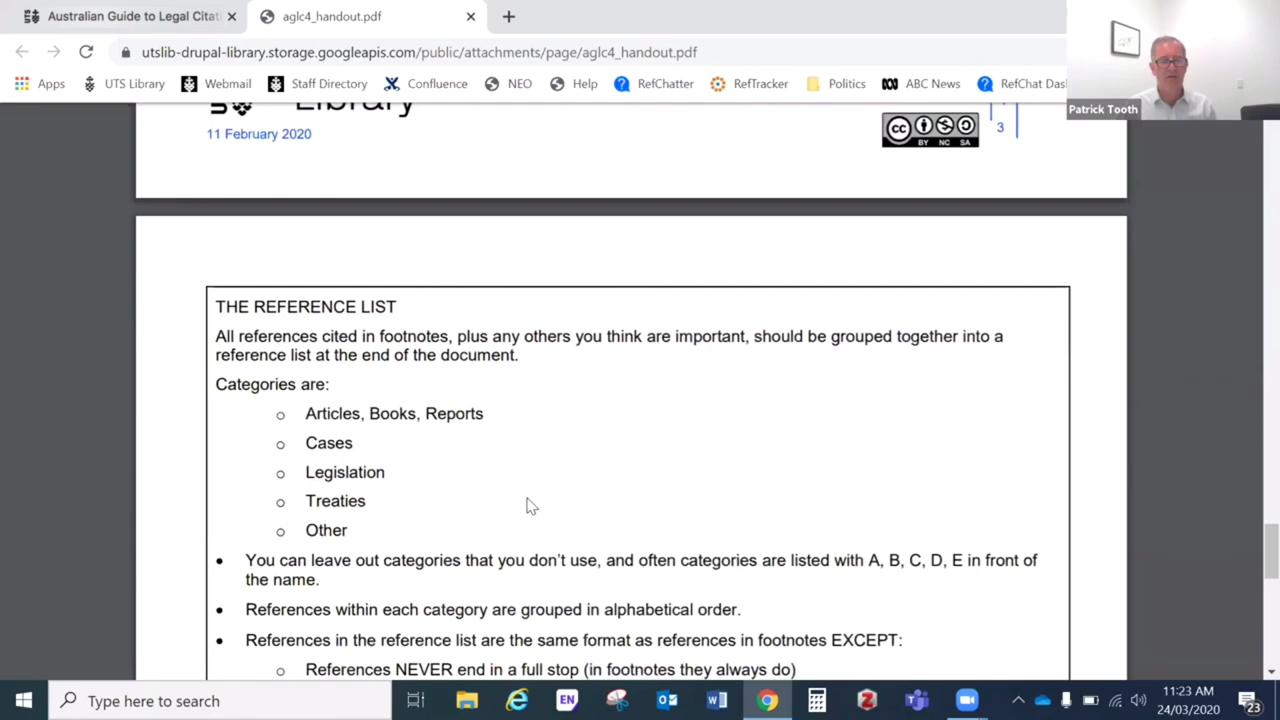 Australian Guide to Legal Citati
aglc4_handout.pdf
utslib-drupal-library.storage.googleapis.com/public/attachments/page/aglc4_handout.pdf
Apps
UTS Library
Webmail
Staff Directory
Confluence
NEO
Help
RefChatter
RefTracker
Politics
ABC News
RefChat Das
Patrick Tooth
Library
11 February 2020
cc
BY NC SA
3
THE REFERENCE LIST
All references cited in footnotes, plus any others you think are important, should be grouped together into a
reference list at the end of the document.
Categories are:
o Articles, Books, Reports
o Cases
o Legislation
o Treaties
o Other
• You can leave out categories that you don't use, and often categories are listed with A, B, C, D, E in front of
the name.
• References within each category are grouped in alphabetical order.
• References in the reference list are the same format as references in footnotes EXCEPT:
o References NEVER end in a full stop (in footnotes they always do)
Type here to search
EN
11:23 AM
24/03/2020
23